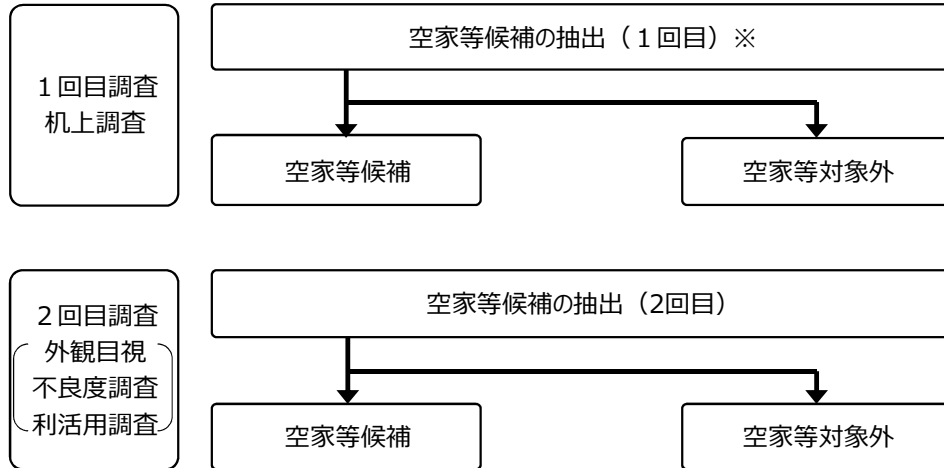 1回目調査
机上調査
空家等候補の抽出（１回目）※
空家等候補
空家等対象外
２回目調査
外観目視
不良度調査
利活用調査
空家等候補の抽出（2回目）
空家等候補
空家等対象外